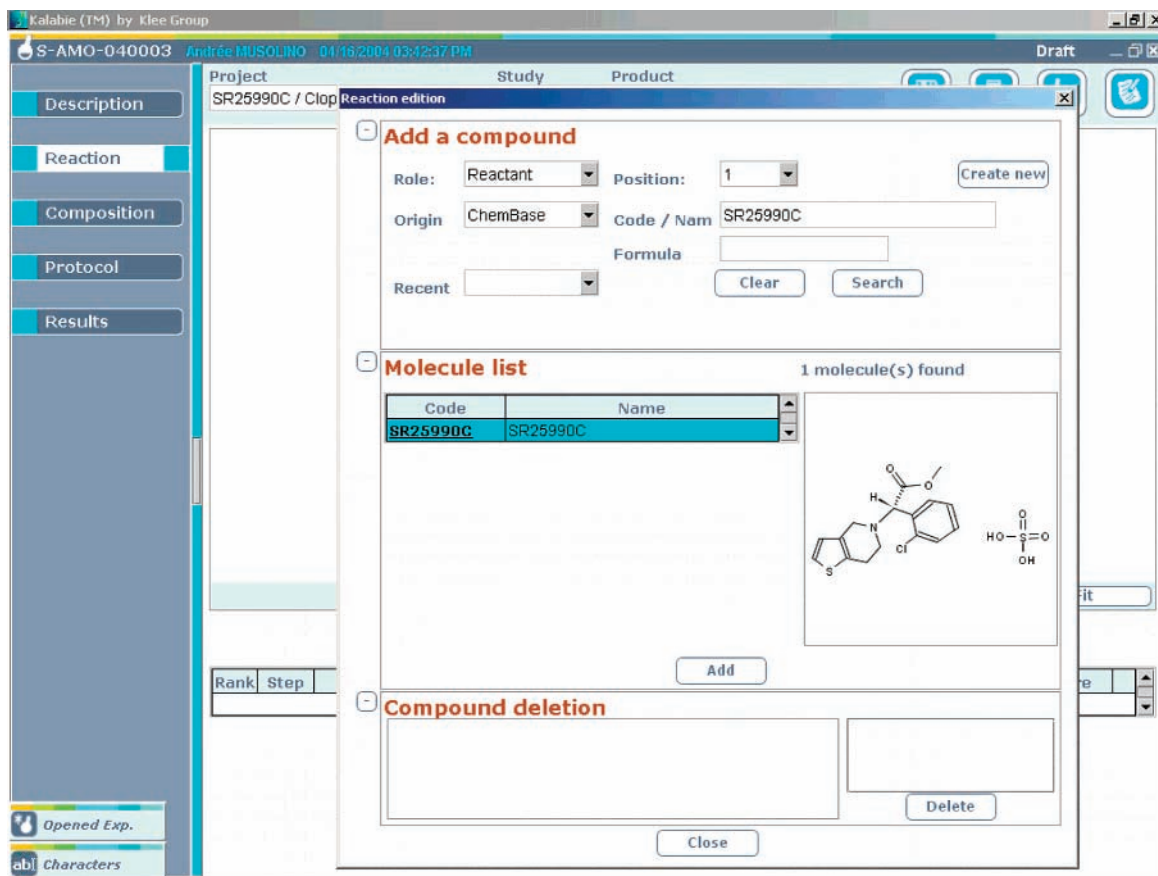 Kalabie (TM) by Klee Group
S-AMO-040003 Andrée MUSOLINO 04/16/2004 03:42:37 PM Draft
Project Study Product
SR25990C / Clop
Description
Reaction
Composition
Protocol
Results
Reaction edition
Add a compound
Role: Reactant Position: 1 Create new
Origin ChemBase Code / Nam SR25990C
Formula
Recent Clear Search
Molecule list 1 molecule(s) found
Code Name
SR25990C SR25990C
O
O
H
N
Cl
S
O
HO S O
OH
Add
Rank Step
Compound deletion
Delete
Close
Opened Exp.
ab[ Characters